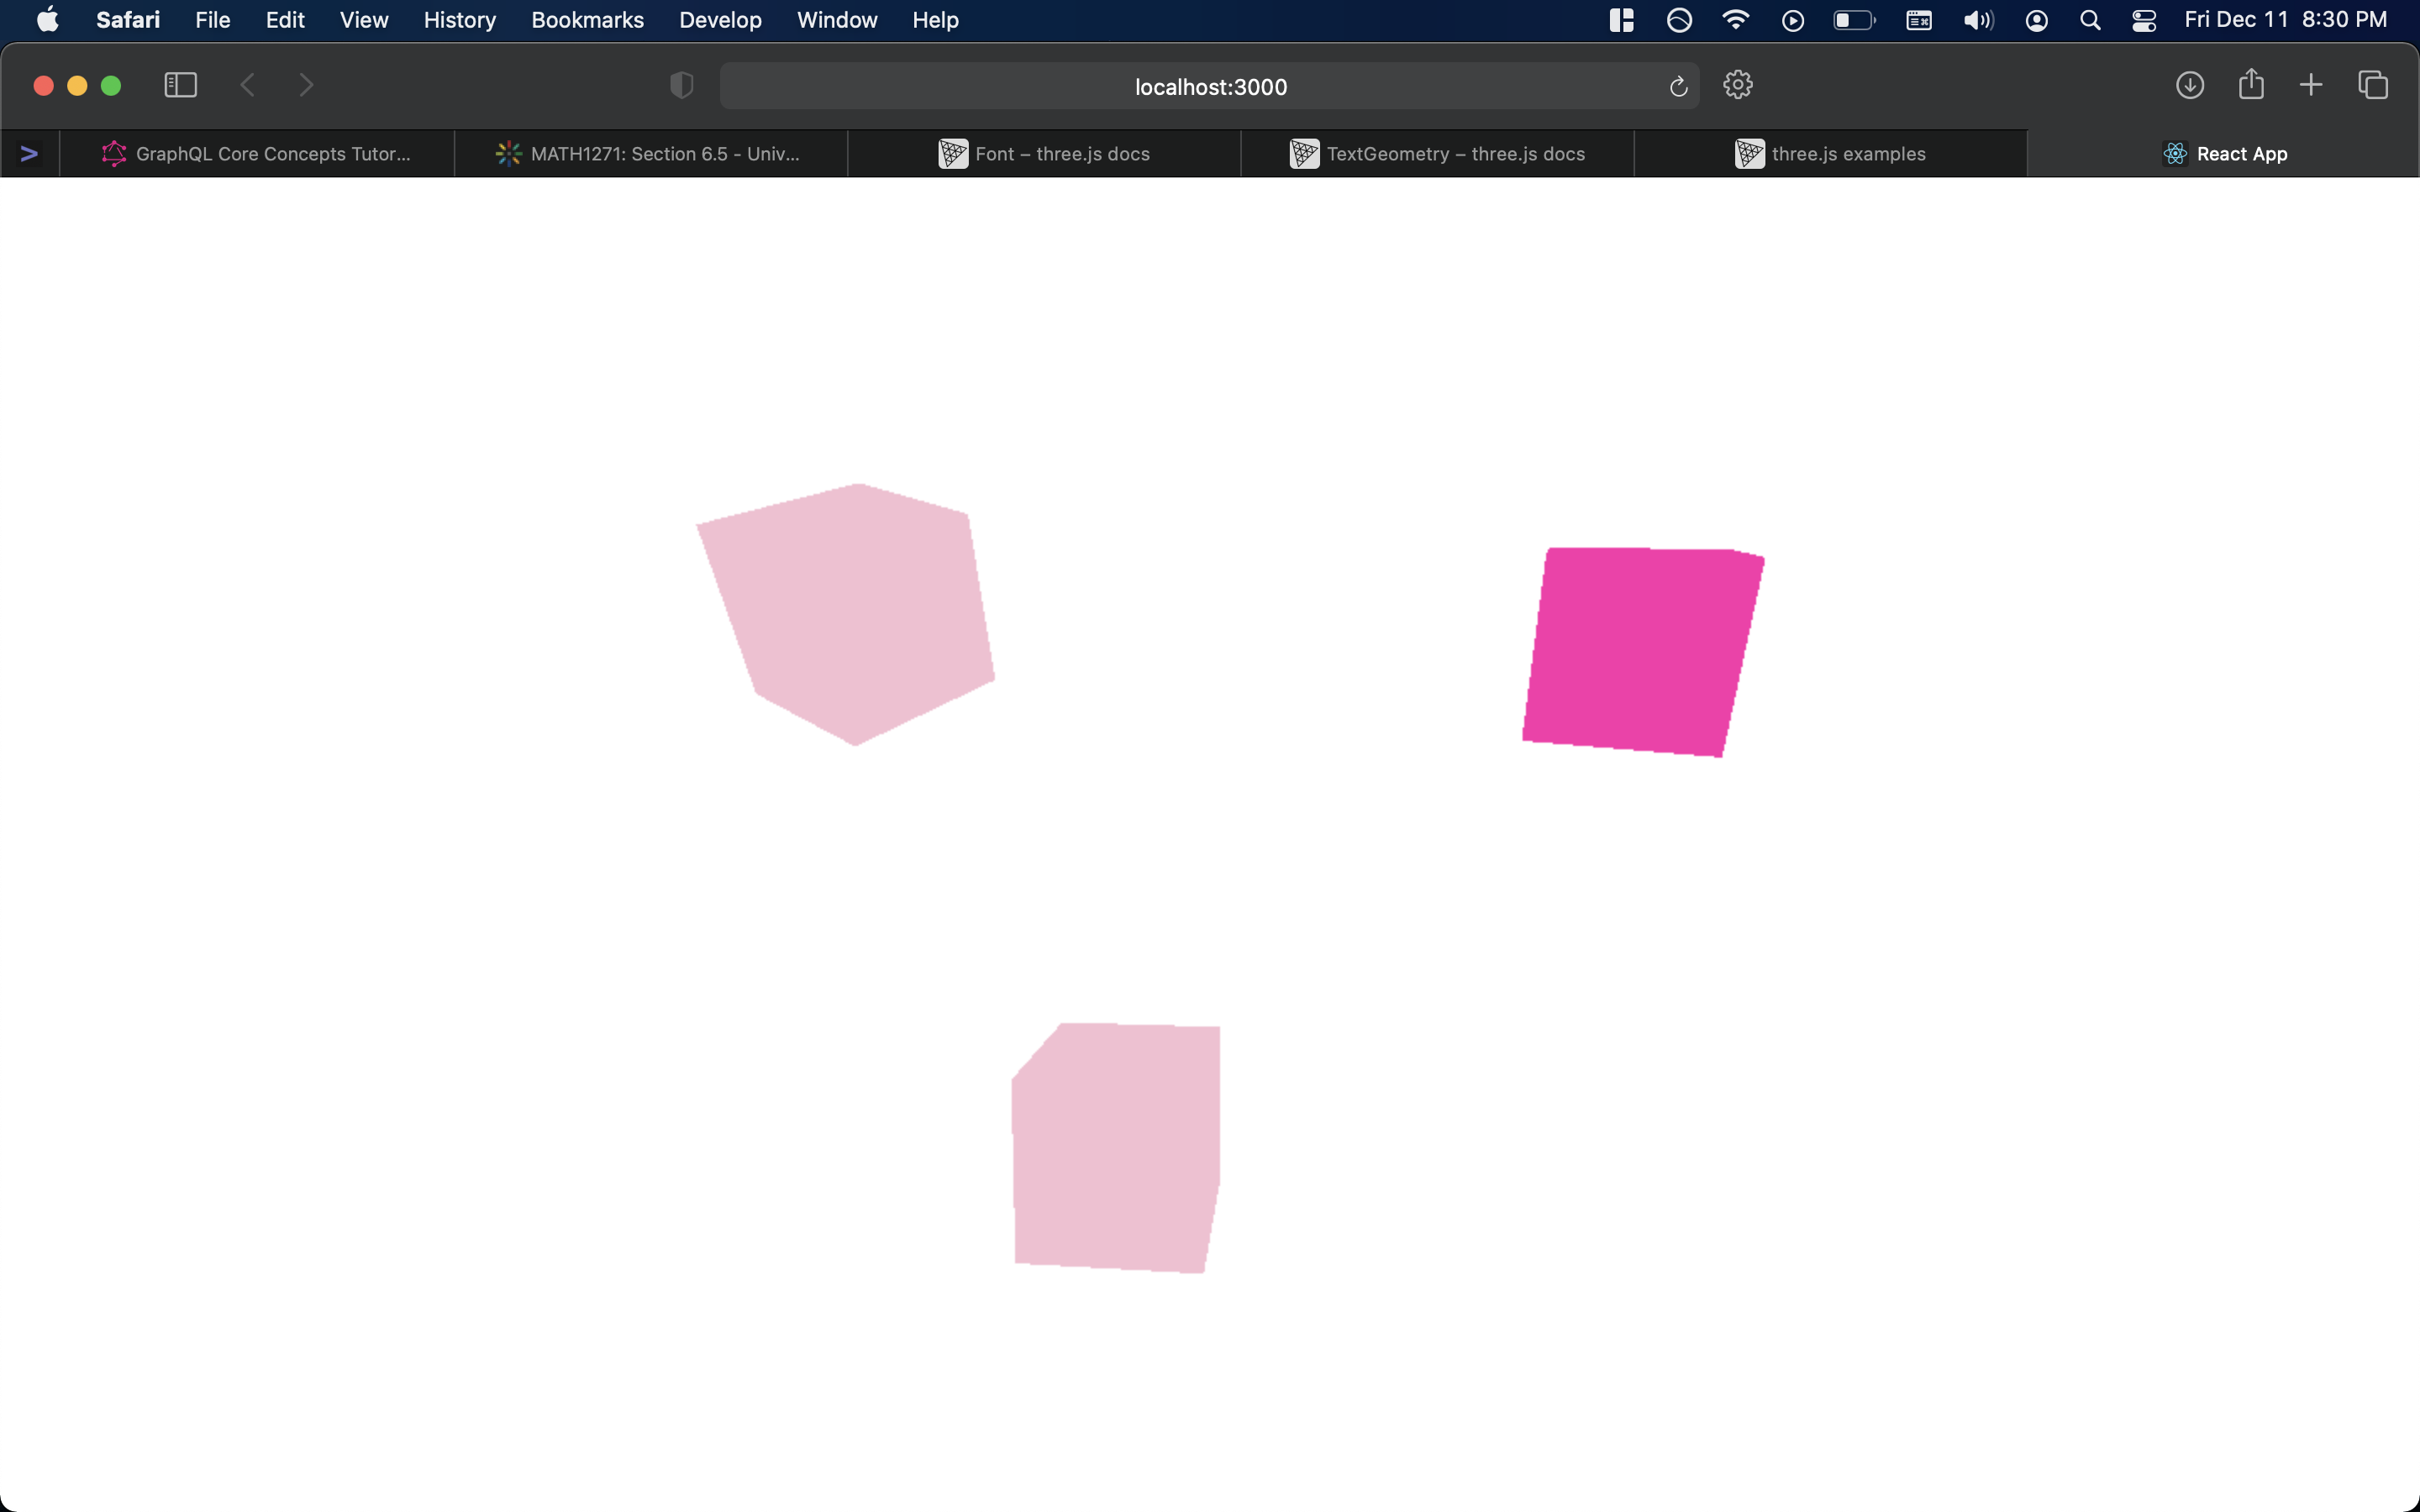 Safari File Edit View History Bookmarks Develop Window Help Fri Dec 11 8:30 PM
localhost:3000
> GraphQL Core Concepts Tutor... MATH1271: Section 6.5 - Univ... Font – three.js docs TextGeometry – three.js docs three.js examples React App